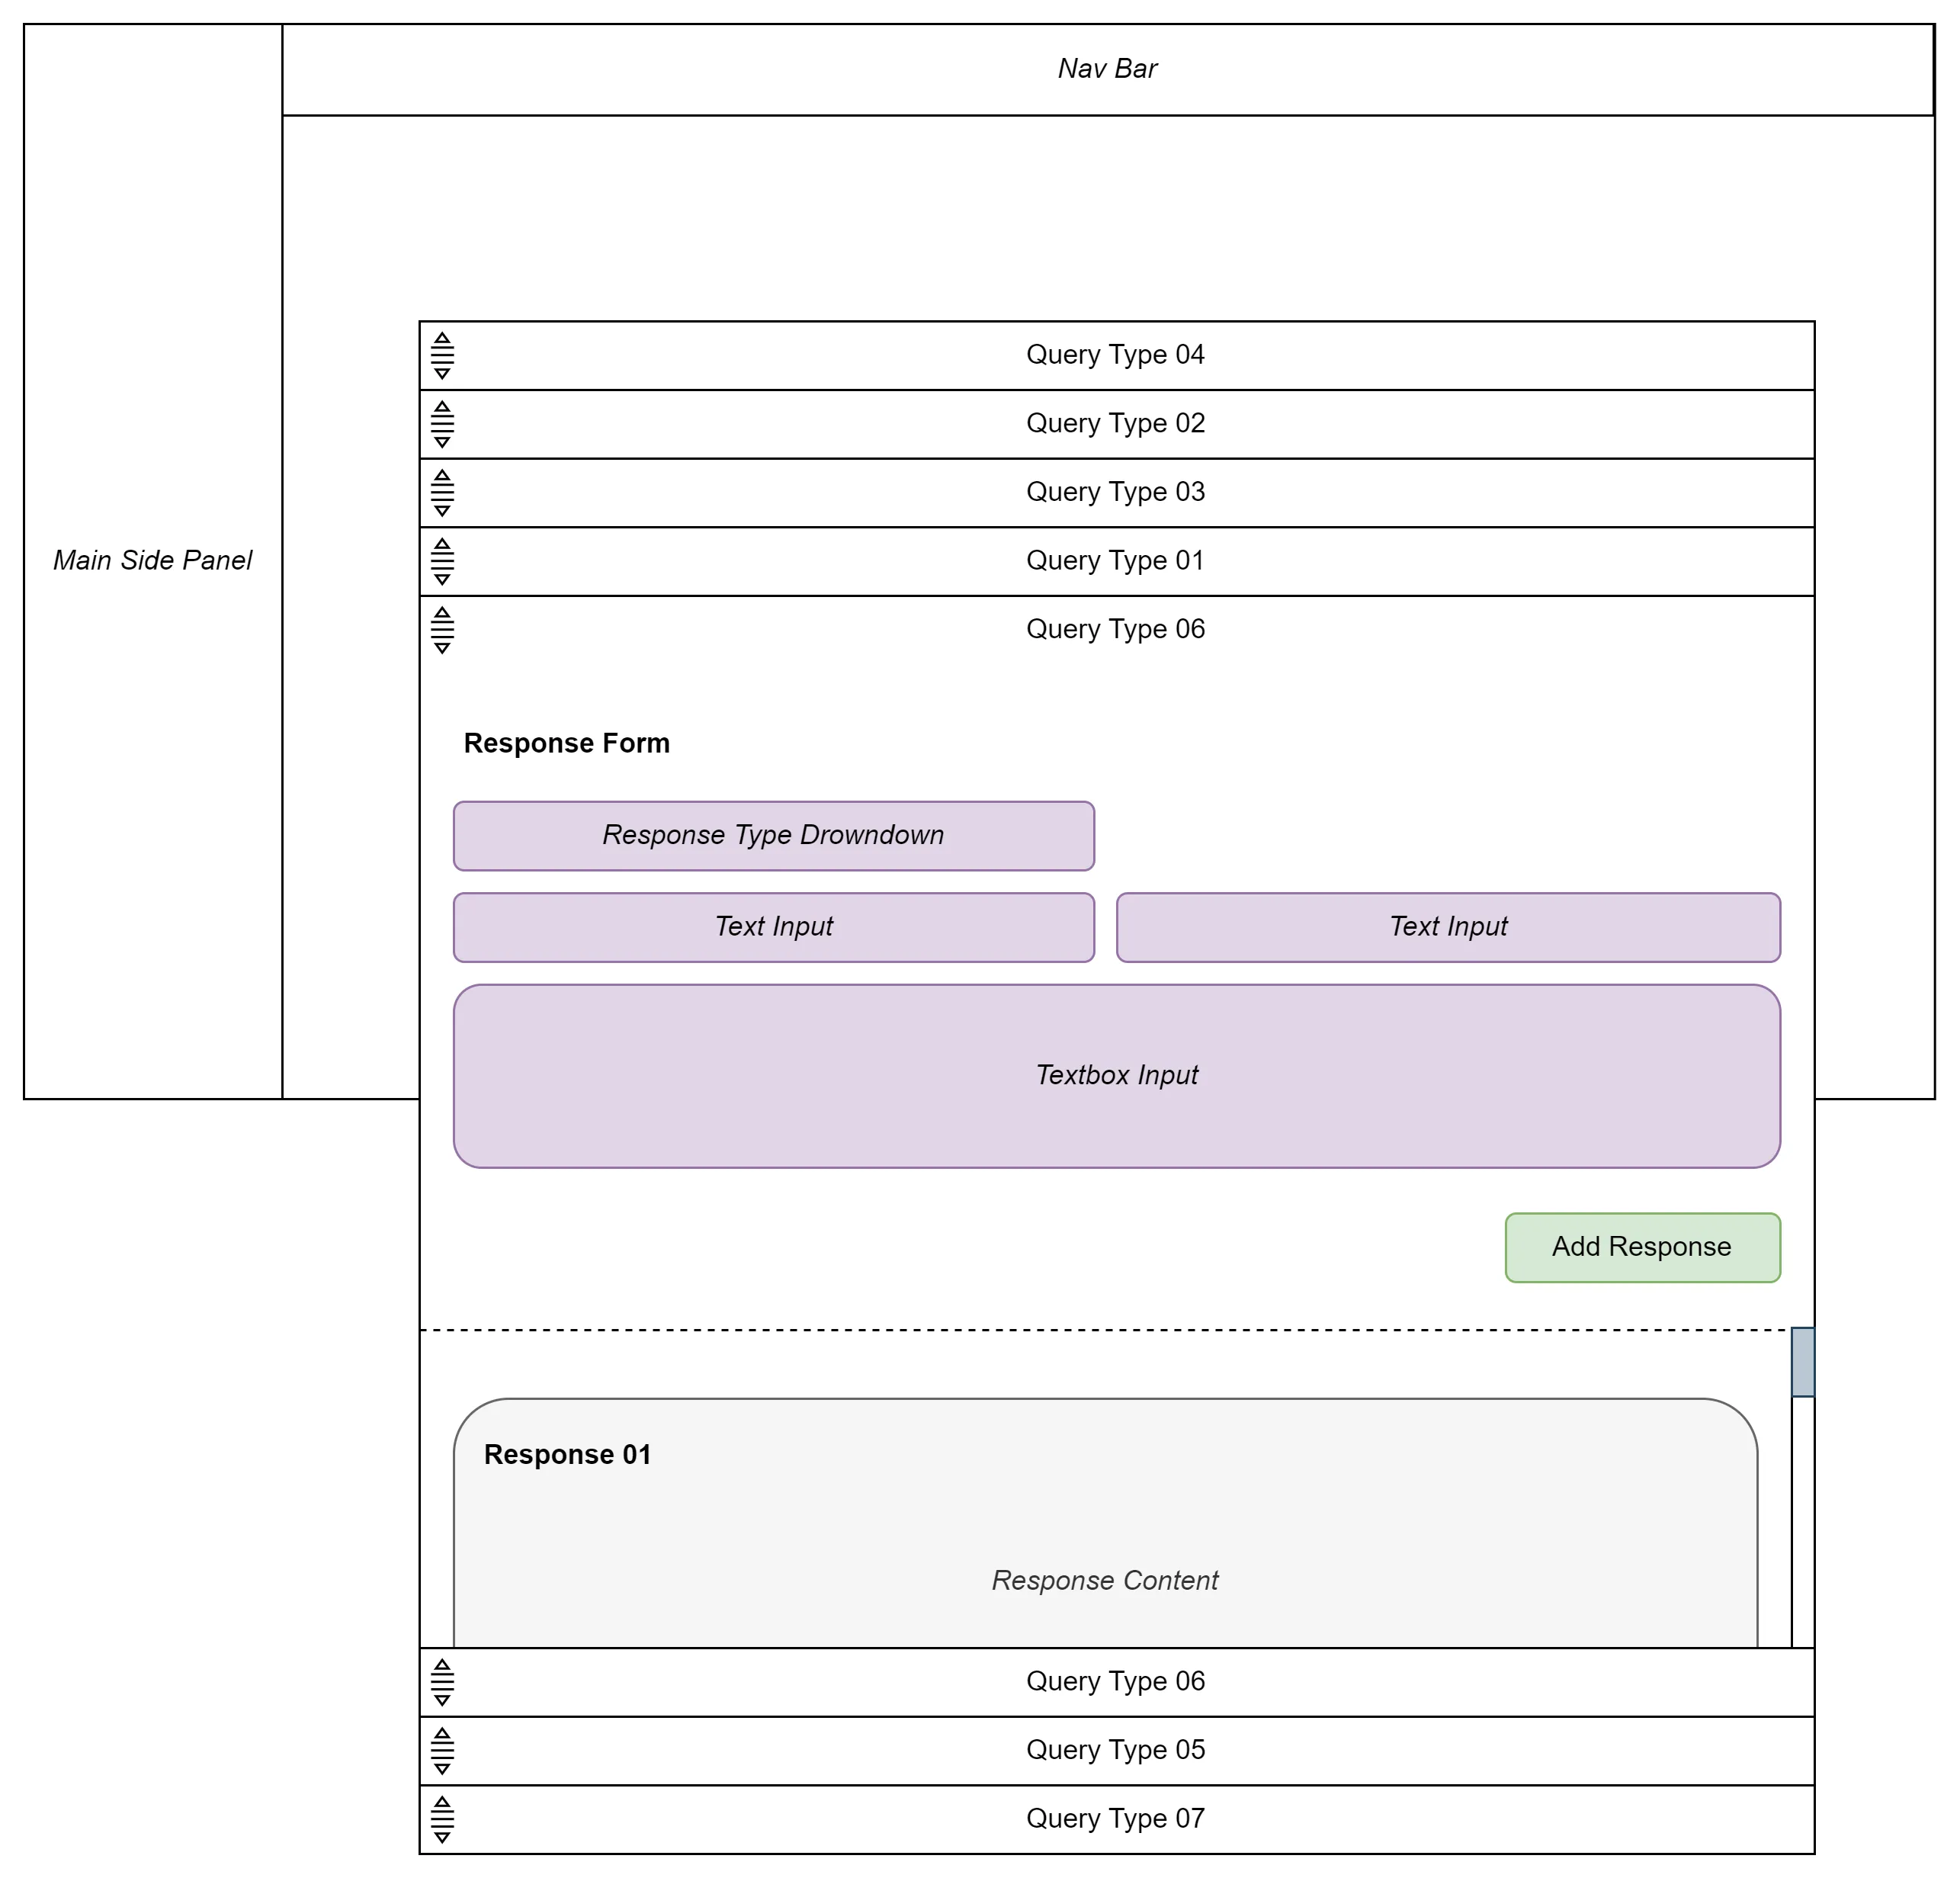 Nav Bar
Main Side Panel
Query Type 04
Query Type 02
Query Type 03
Query Type 01
Query Type 06
Response Form
Response Type Drowndown
Text Input
Text Input
Textbox Input
Add Response
Response 01
Response Content
Query Type 06
Query Type 05
Query Type 07